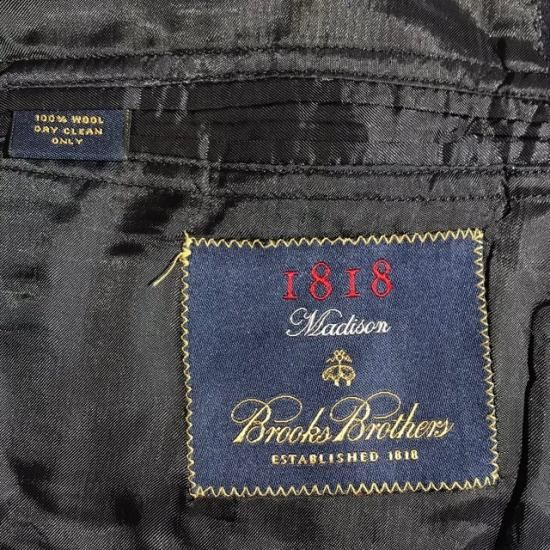 100% WOOL
DRY CLEAN
ONLY
1818
Madison
Brooks Brothers
ESTABLISHED 1818